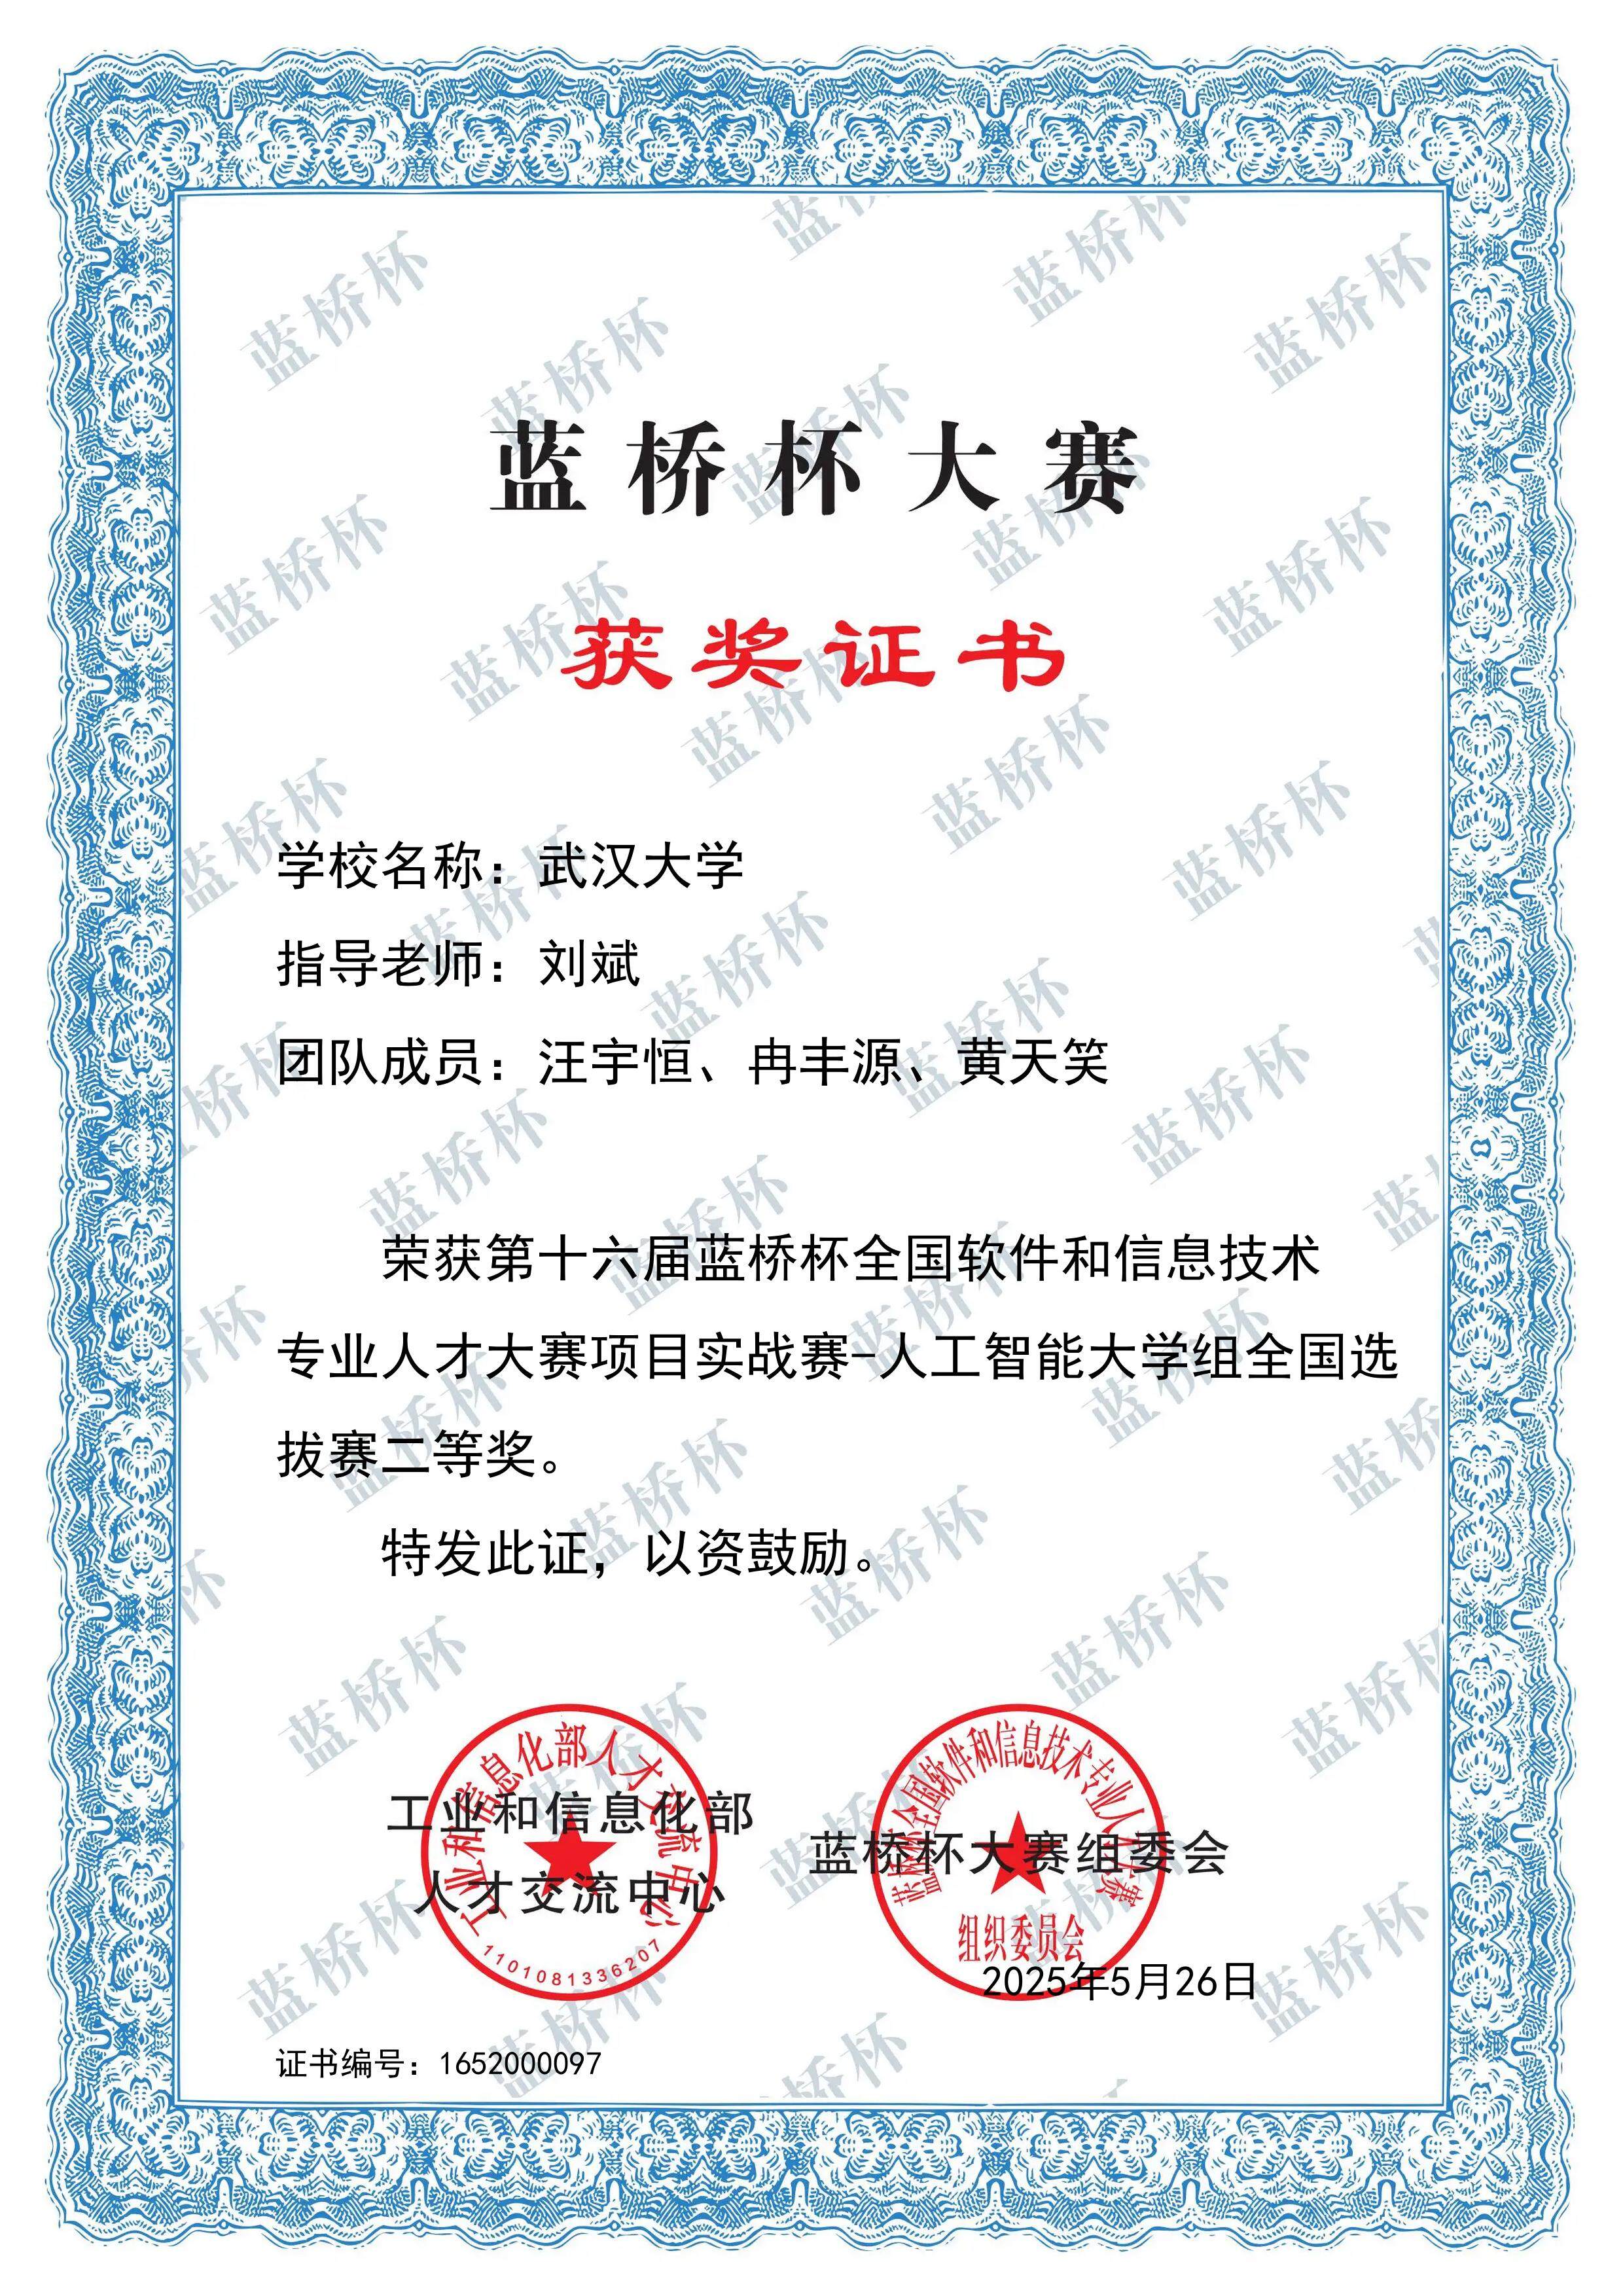 蓝桥杯大赛
获奖证书
学校名称：武汉大学
指导老师：刘斌
团队成员：汪宇恒、冉丰源、黄天笑
荣获第十六届蓝桥杯全国软件和信息技术
专业人才大赛项目实战赛-人工智能大学组全国选
拔赛二等奖。
特发此证，以资鼓励。
工业和信息化部人才交流中心
1101081336207
工业和信息化部
人才交流中心
蓝桥杯全国软件和信息技术专业人才大赛
组织委员会
蓝桥杯大赛组委会
2025年5月26日
证书编号：1652000097
蓝桥杯